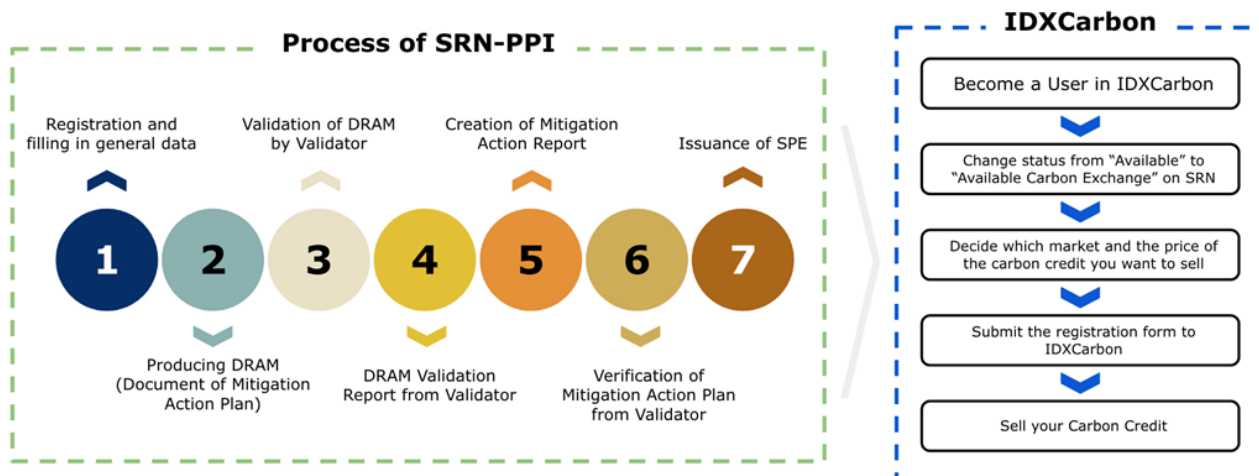 Process of SRN-PPI
Registration and
filling in general data
Validation of DRAM
by Validator
Creation of Mitigation
Action Report
Issuance of SPE
1
2
3
4
5
6
7
Producing DRAM
(Document of Mitigation
Action Plan)
DRAM Validation
Report from Validator
Verification of
Mitigation Action Plan
from Validator
IDXCarbon
Become a User in IDXCarbon
Change status from “Available” to
“Available Carbon Exchange” on SRN
Decide which market and the price of
the carbon credit you want to sell
Submit the registration form to
IDXCarbon
Sell your Carbon Credit